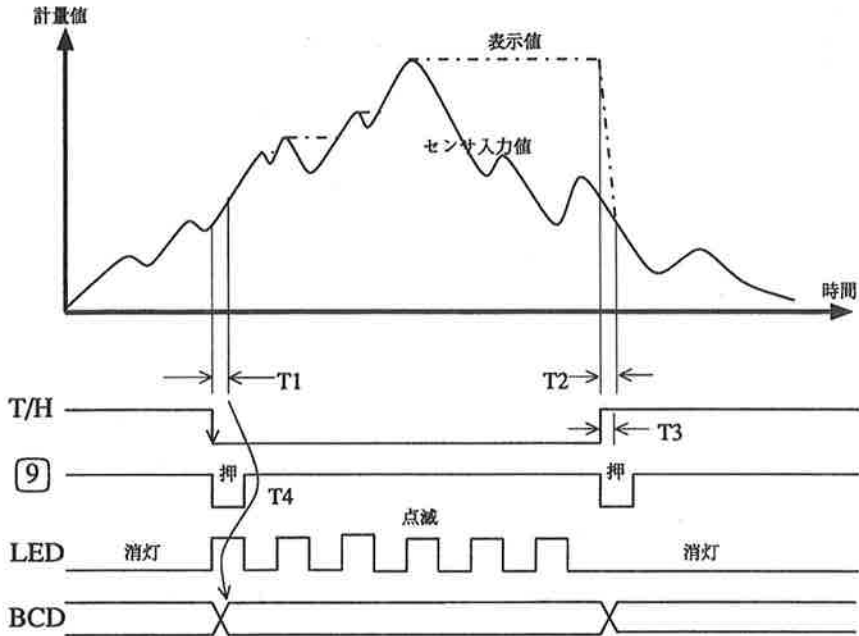 計量値
表示値
センサ入力値
時間
T1
T2
T/H
T3
9
押
押
T4
点滅
LED
消灯
消灯
BCD